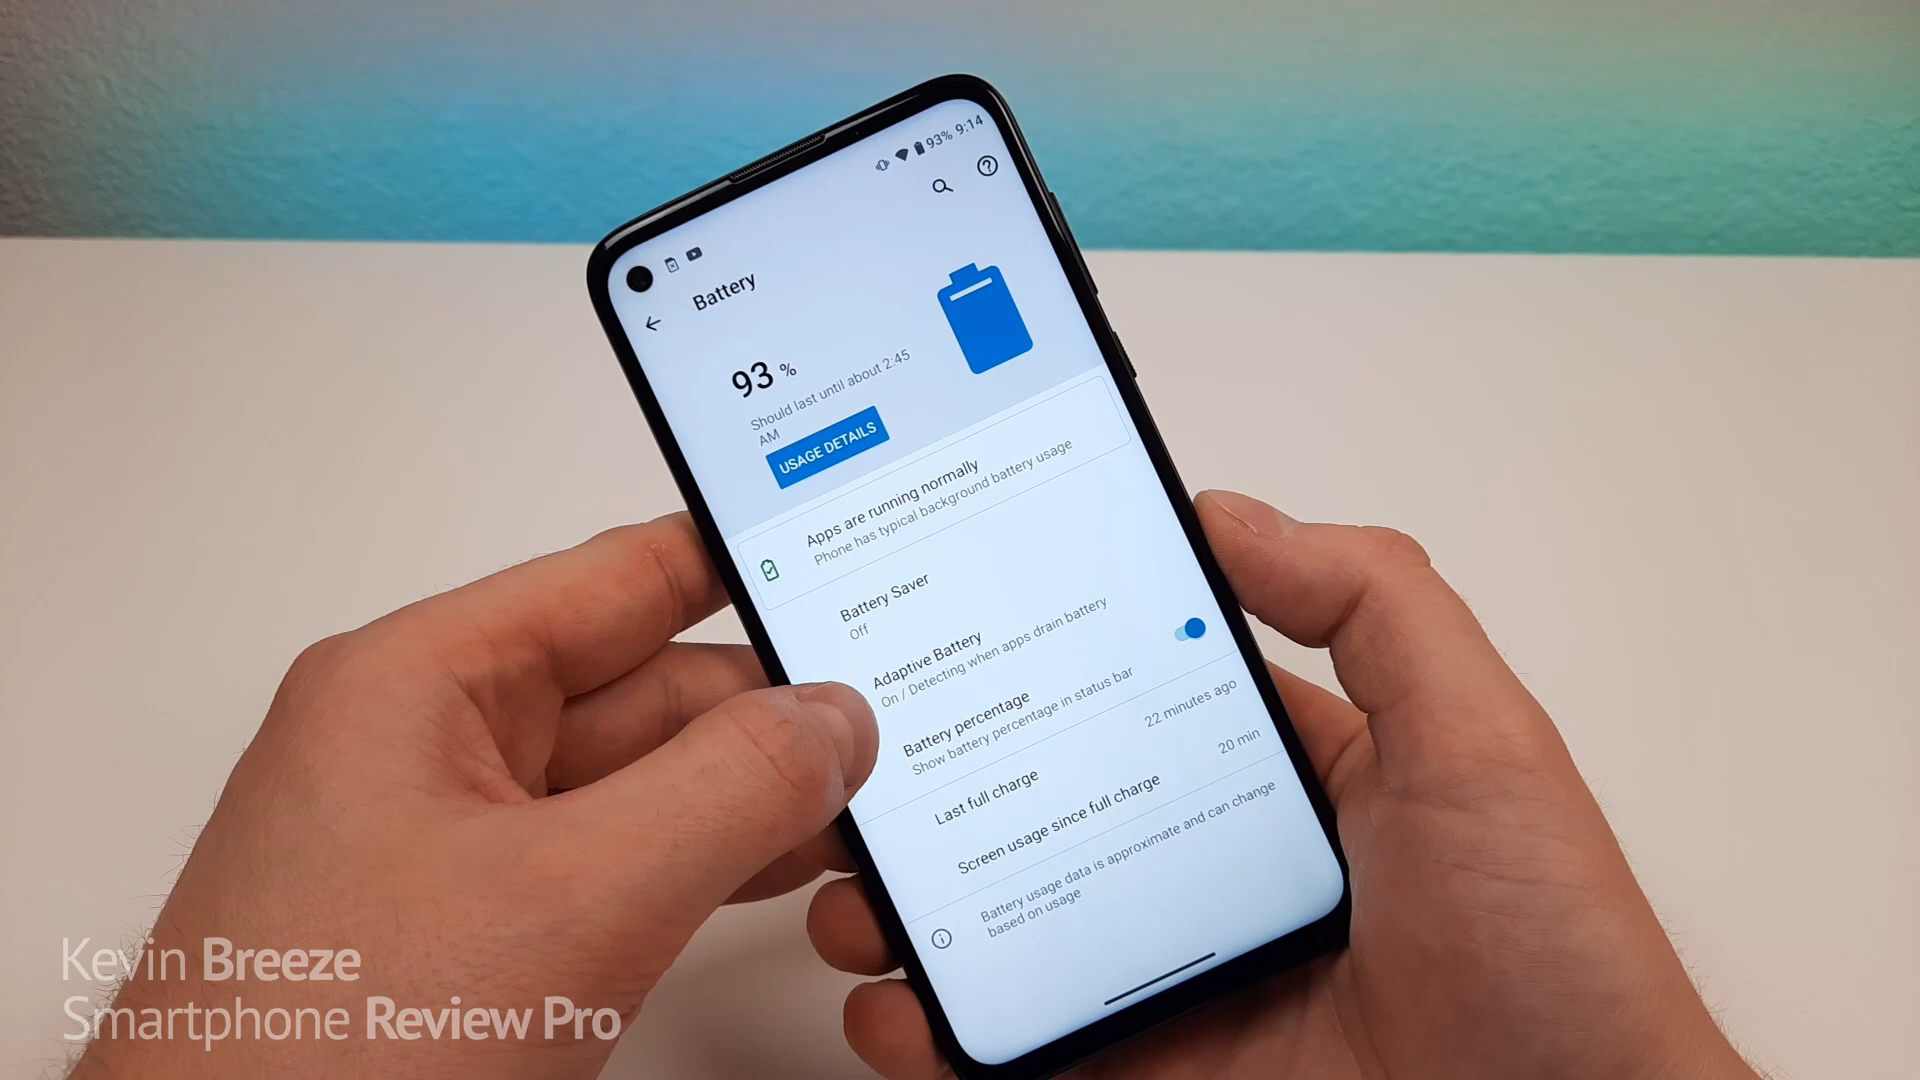 93% 9:14
Battery
93 %
Should last until about 2:45
AM
USAGE DETAILS
Apps are running normally
Phone has typical background battery usage
Battery Saver
Off
Adaptive Battery
On / Detecting when apps drain battery
Battery percentage
Show battery percentage in status bar
Last full charge
22 minutes ago
Screen usage since full charge
20 min
Battery usage data is approximate and can change
based on usage
Kevin Breeze
Smartphone Review Pro